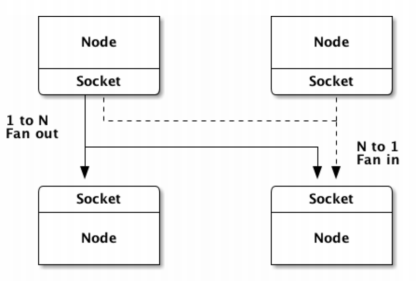 Node
Node
Socket
Socket
1 to N
Fan out
N to 1
Fan in
Socket
Socket
Node
Node